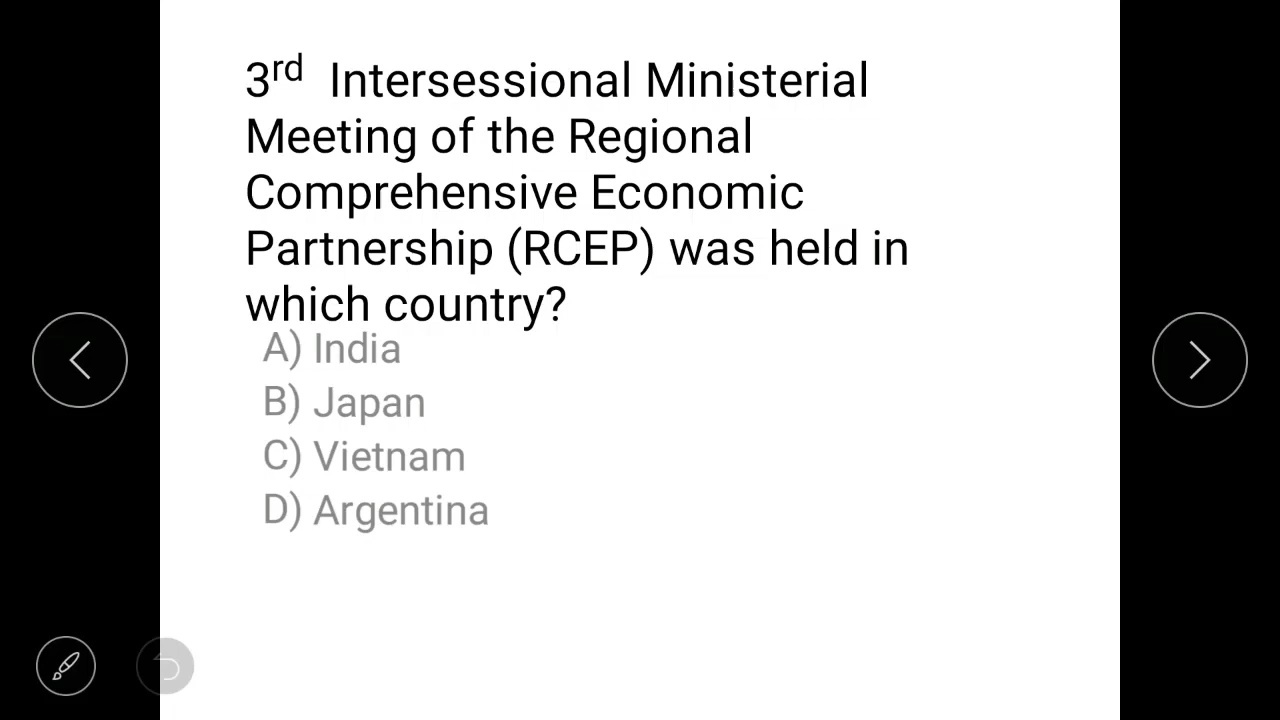 3rd Intersessional Ministerial
Meeting of the Regional
Comprehensive Economic
Partnership (RCEP) was held in
which country?
A) India
B) Japan
C) Vietnam
D) Argentina